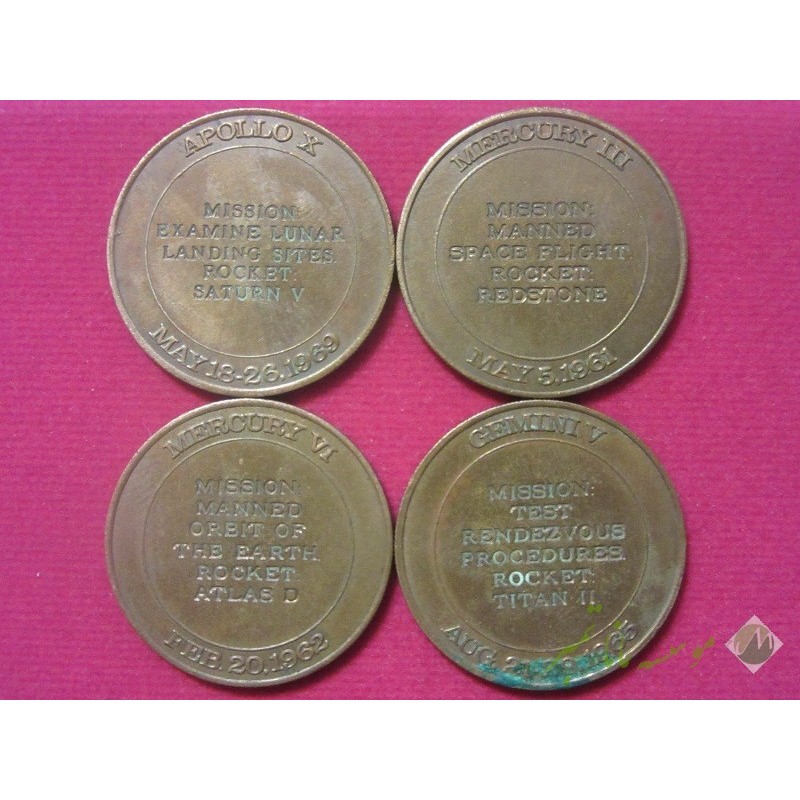 APOLLO X
MISSION:
EXAMINE LUNAR
LANDING SITES.
ROCKET:
SATURN V
MAY 18-26.1969
MERCURY III
MISSION:
MANNED
SPACE FLIGHT.
ROCKET:
REDSTONE
MAY 5.1961
MERCURY VI
MISSION:
MANNED
ORBIT OF
THE EARTH.
ROCKET:
ATLAS D
FEB. 20.1962
GEMINI V
MISSION:
TEST
RENDEZVOUS
PROCEDURES.
ROCKET:
TITAN II
AUG. 1965